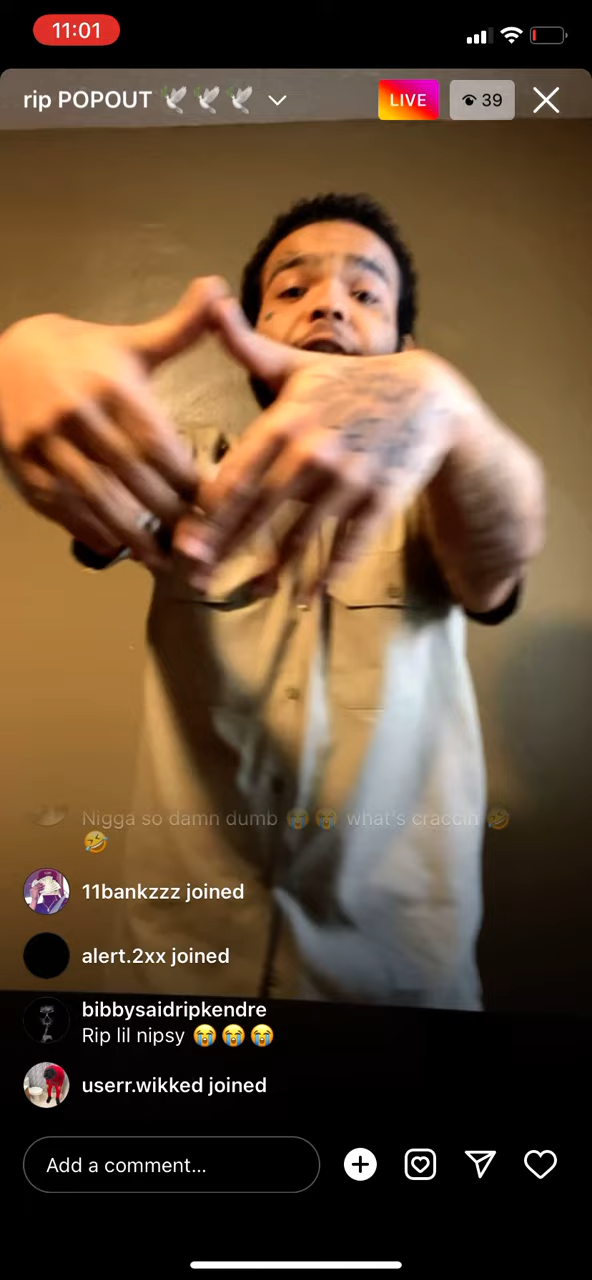 11:01
rip POPOUT 🕊️🕊️🕊️
LIVE
39
Nigga so damn dumb 😭😭 what's craccin 🤣
🤣
11bankzzz joined
alert.2xx joined
bibbysaidripkendre
Rip lil nipsy 😭😭😭
userr.wikked joined
Add a comment...